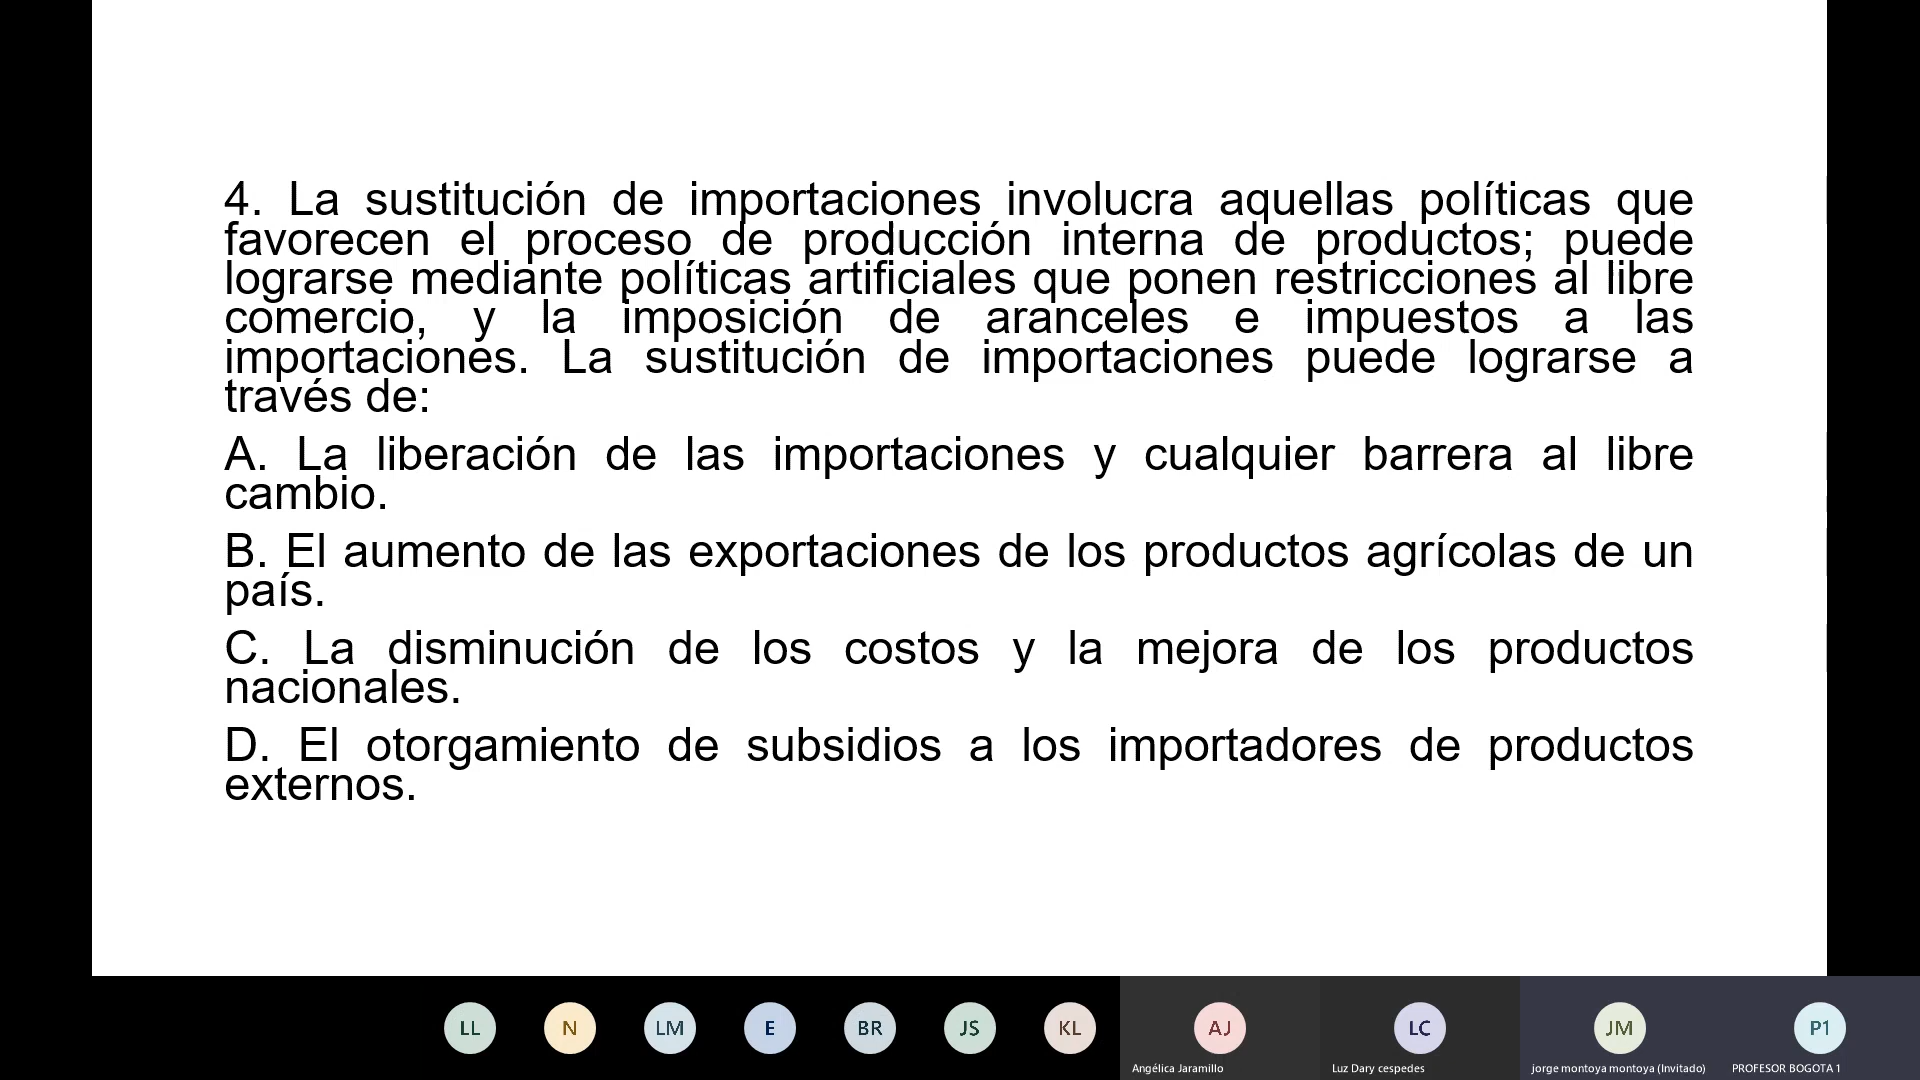 4. La sustitución de importaciones involucra aquellas políticas que
favorecen el proceso de producción interna de productos; puede
lograrse mediante políticas artificiales que ponen restricciones al libre
comercio, y la imposición de aranceles e impuestos a las
importaciones. La sustitución de importaciones puede lograrse a
través de:
A. La liberación de las importaciones y cualquier barrera al libre
cambio.
B. El aumento de las exportaciones de los productos agrícolas de un
país.
C. La disminución de los costos y la mejora de los productos
nacionales.
D. El otorgamiento de subsidios a los importadores de productos
externos.
LL N LM E BR JS KL AJ LC JM P1
Angélica Jaramillo Luz Dary cespedes jorge montoya montoya (Invitado) PROFESOR BOGOTA 1